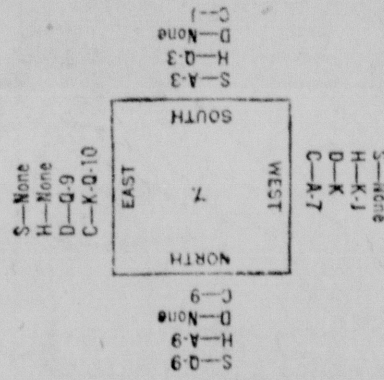 S—Q-9
H—A-9
D—None
C—9
NORTH
S—None
H—K-J
D—K
C—A-7
WEST
EAST
S—None
H—None
D—Q-9
C—K-Q-10
SOUTH
S—A-3
H—Q-3
D—None
C—J